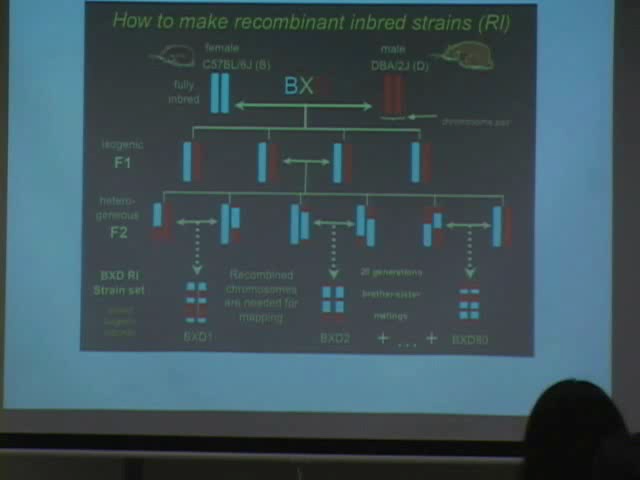 How to make recombinant inbred strains (RI)
female
C57BL/6J (B)
male
DBA/2J (D)
fully
inbred
BX
chromosome pair
isogenic
F1
hetero-
geneous
F2
BXD RI
Strain set
Recombined
chromosomes
are needed for
mapping
20 generations
brother-sister
matings
BXD1
BXD2
+ ... +
BXD80